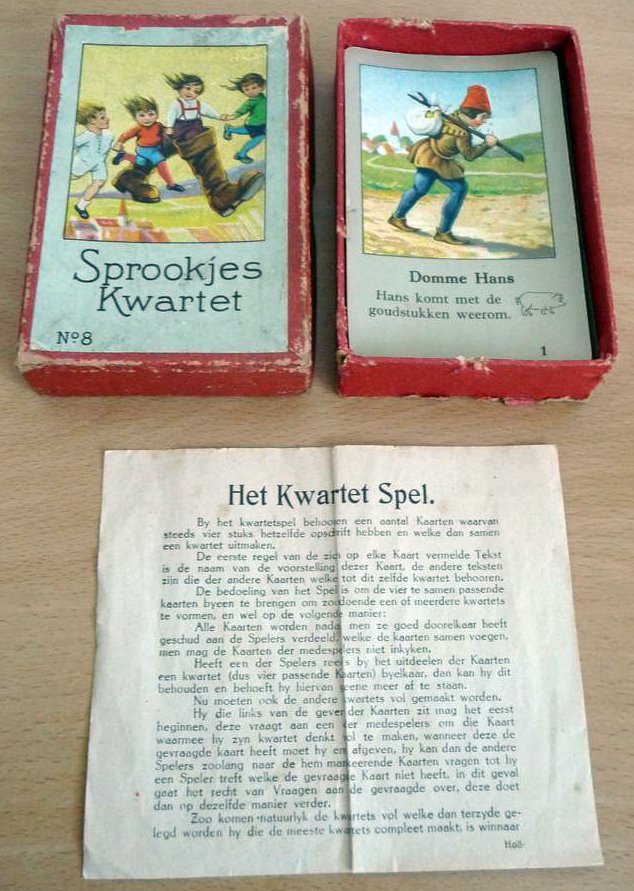 Sprookjes
Kwartet
No 8
Domme Hans
Hans komt met de
goudstukken weerom.
1
Het Kwartet Spel.
By het kwartetspel behooren een aantal Kaarten waarvan
steeds vier stuks hetzelfde opschrift hebben en welke dan samen
een kwartet uitmaken.
De eerste regel van de zich op elke Kaart vermelde Tekst
is de naam van de voorstelling dezer Kaart, de andere teksten
zijn die der andere Kaarten welke tot dit zelfde kwartet behooren.
De bedoeling van het Spel is om de vier te samen passende
kaarten byeen te brengen om zoodoende een of meerdere kwartets
te vormen, en wel op de volgende manier:
Alle Kaarten worden nadat men ze goed doorelkaar heeft
geschud aan de Spelers verdeeld, welke de kaarten samen voegen,
men mag de Kaarten der medespelers niet inkyken.
Heeft een der Spelers reeds by het uitdeelen der Kaarten
een kwartet (dus vier passende Kaarten) byelkaar, dan kan hy dit
behouden en behoeft hy hiervan geene meer af te staan.
Nu moeten ook de andere kwartets vol gemaakt worden.
Hy die links van de gever der Kaarten zit mag het eerst
beginnen, deze vraagt aan een der medespelers om die Kaart
waarmee hy zyn kwartet denkt vol te maken, wanneer deze de
gevraagde kaart heeft moet hy en afgeven, hy kan dan de andere
Spelers zoolang naar de hem mankeerende Kaarten vragen tot hy
een Speler treft welke de gevraagde Kaart niet heeft, in dit geval
gaat het recht van Vragen aan de gevraagde over, deze doet
dan op dezelfde manier verder.
Zoo komen natuurlyk de kwartets vol welke dan terzyde ge-
legd worden hy die de meeste kwartets compleet maakt, is winnaar
Holl.